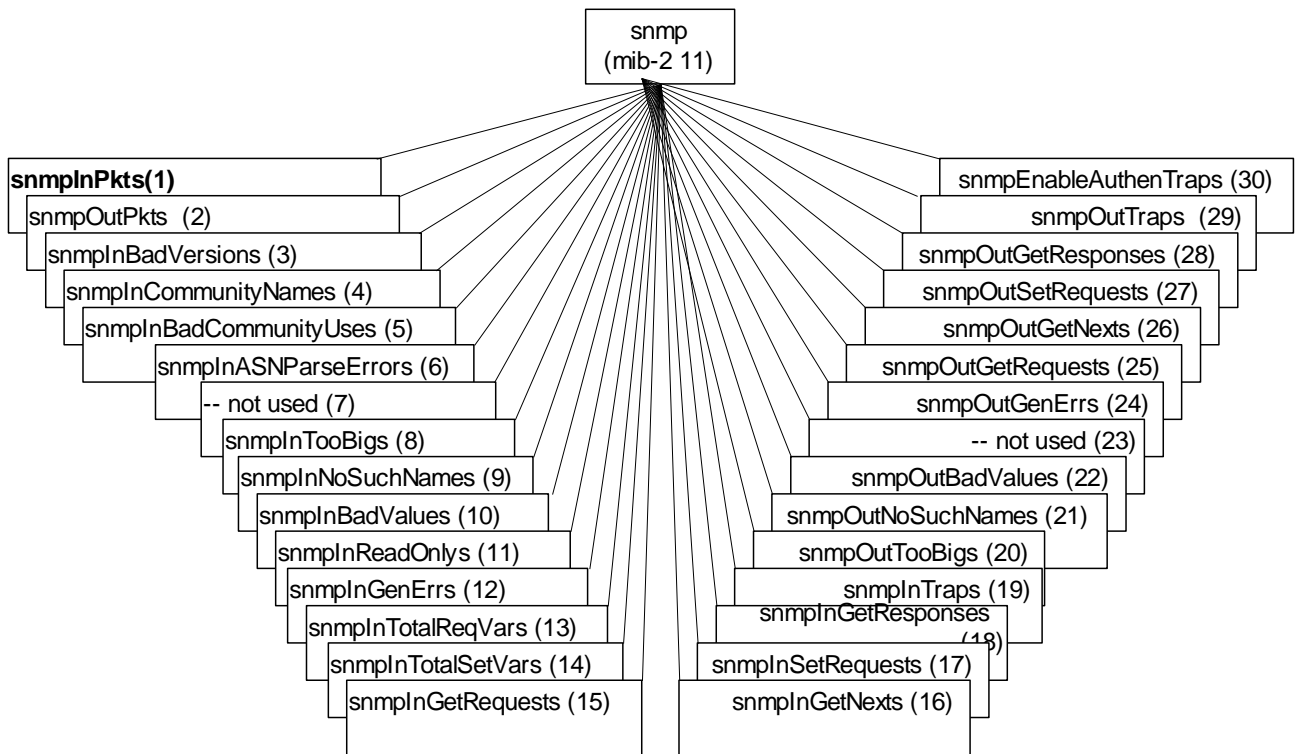 snmp
(mib-2 11)
snmpInPkts(1)
snmpOutPkts (2)
snmpInBadVersions (3)
snmpInCommunityNames (4)
snmpInBadCommunityUses (5)
snmpInASNParseErrors (6)
-- not used (7)
snmpInTooBigs (8)
snmpInNoSuchNames (9)
snmpInBadValues (10)
snmpInReadOnlys (11)
snmpInGenErrs (12)
snmpInTotalReqVars (13)
snmpInTotalSetVars (14)
snmpInGetRequests (15)
snmpEnableAuthenTraps (30)
snmpOutTraps (29)
snmpOutGetResponses (28)
snmpOutSetRequests (27)
snmpOutGetNexts (26)
snmpOutGetRequests (25)
snmpOutGenErrs (24)
-- not used (23)
snmpOutBadValues (22)
snmpOutNoSuchNames (21)
snmpOutTooBigs (20)
snmpInTraps (19)
snmpInGetResponses
(18)
snmpInSetRequests (17)
snmpInGetNexts (16)